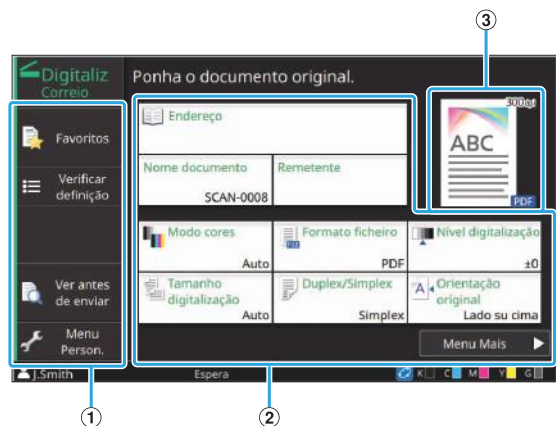 ③
Digitaliz
Correio
Ponha o documento original.
Favoritos
Verificar
definição
Ver antes
de enviar
Menu
Person.
Endereço
Nome documento
SCAN-0008
Remetente
Modo cores
Auto
Formato ficheiro
PDF
Nível digitalização
±0
Tamanho
digitalização
Auto
Duplex/Simplex
Simplex
Orientação
original
Lado su cima
Menu Mais
300dpi
ABC
PDF
J.Smith
Espera
K C M Y G
① ②